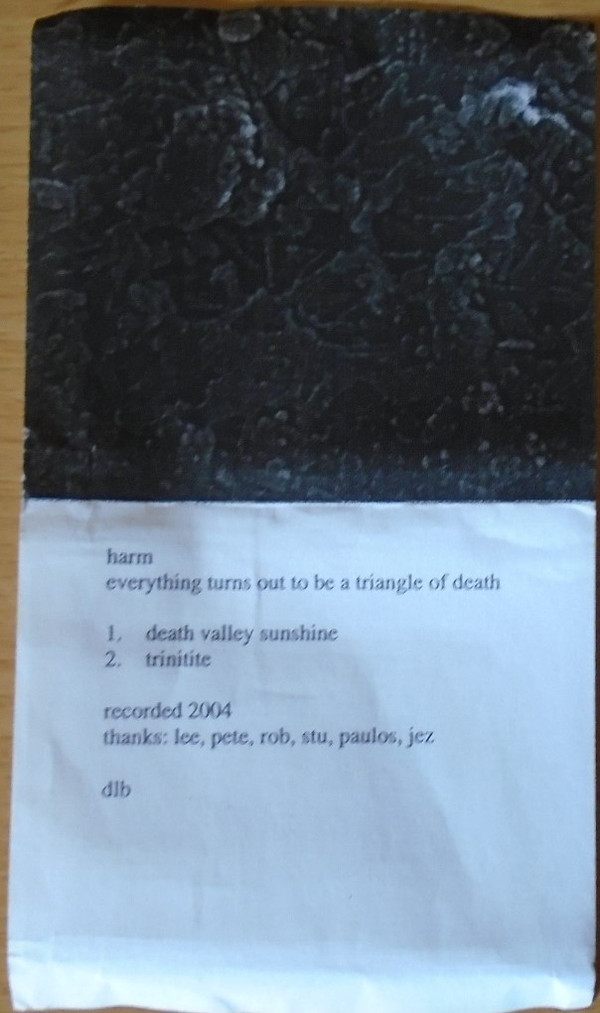 harm
everything turns out to be a triangle of death
1. death valley sunshine
2. trinitite
recorded 2004
thanks: lee, pete, rob, stu, paulos, jez
dlb